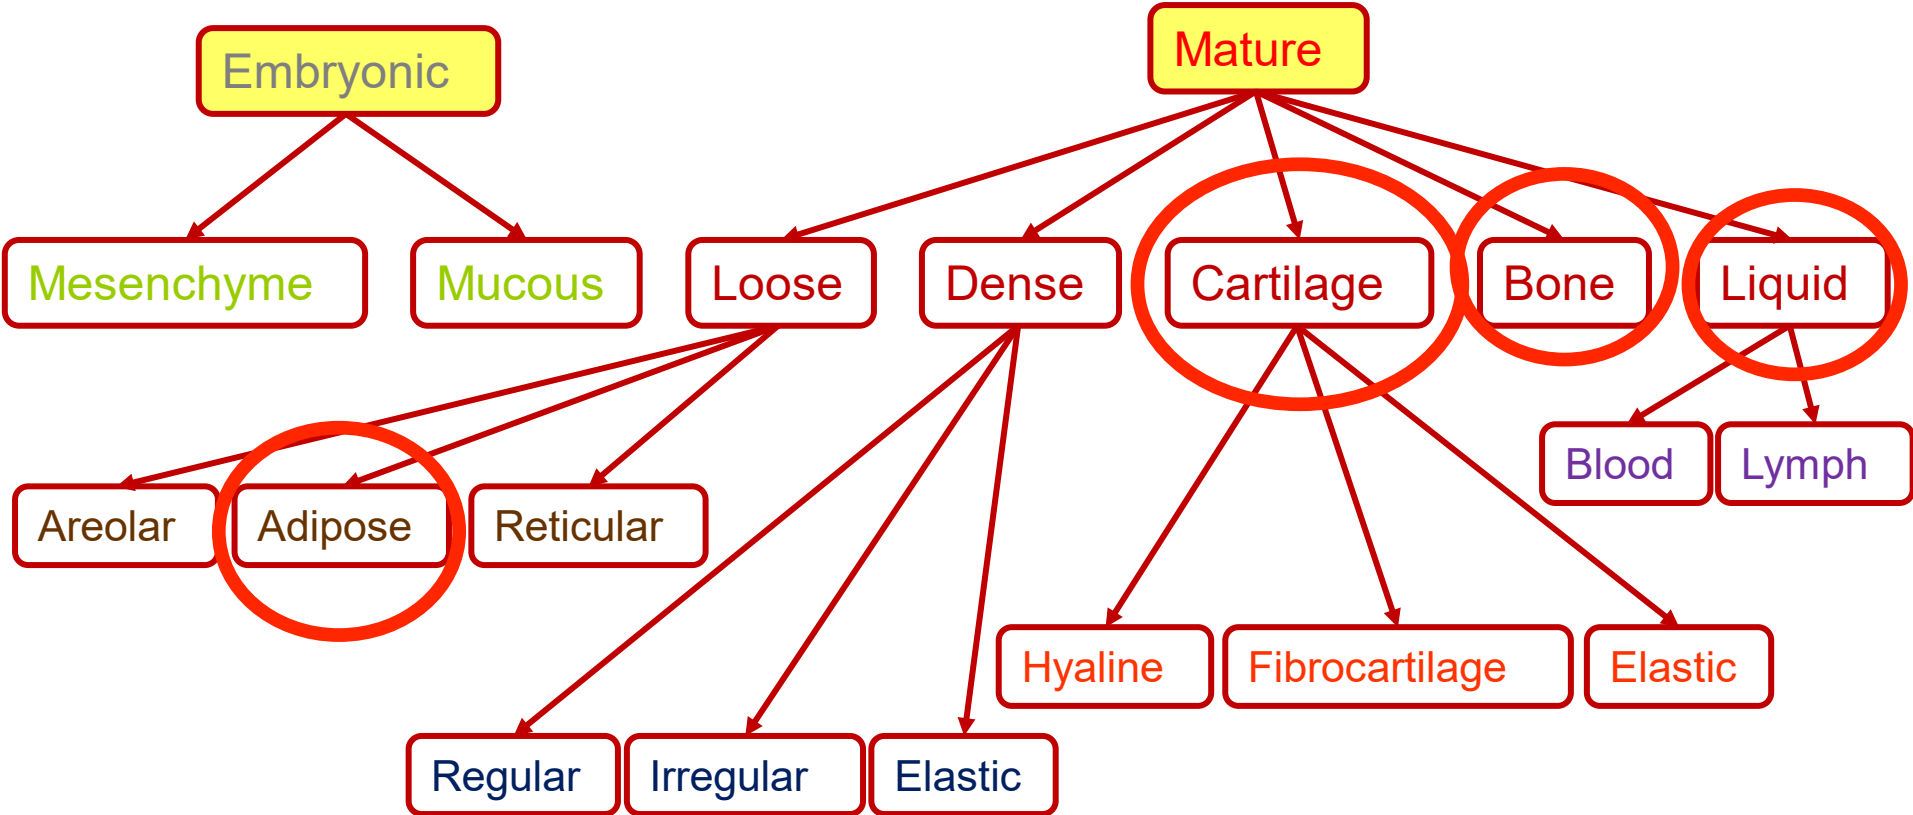 Embryonic
Mature
Mesenchyme
Mucous
Loose
Dense
Cartilage
Bone
Liquid
Blood
Lymph
Areolar
Adipose
Reticular
Hyaline
Fibrocartilage
Elastic
Regular
Irregular
Elastic